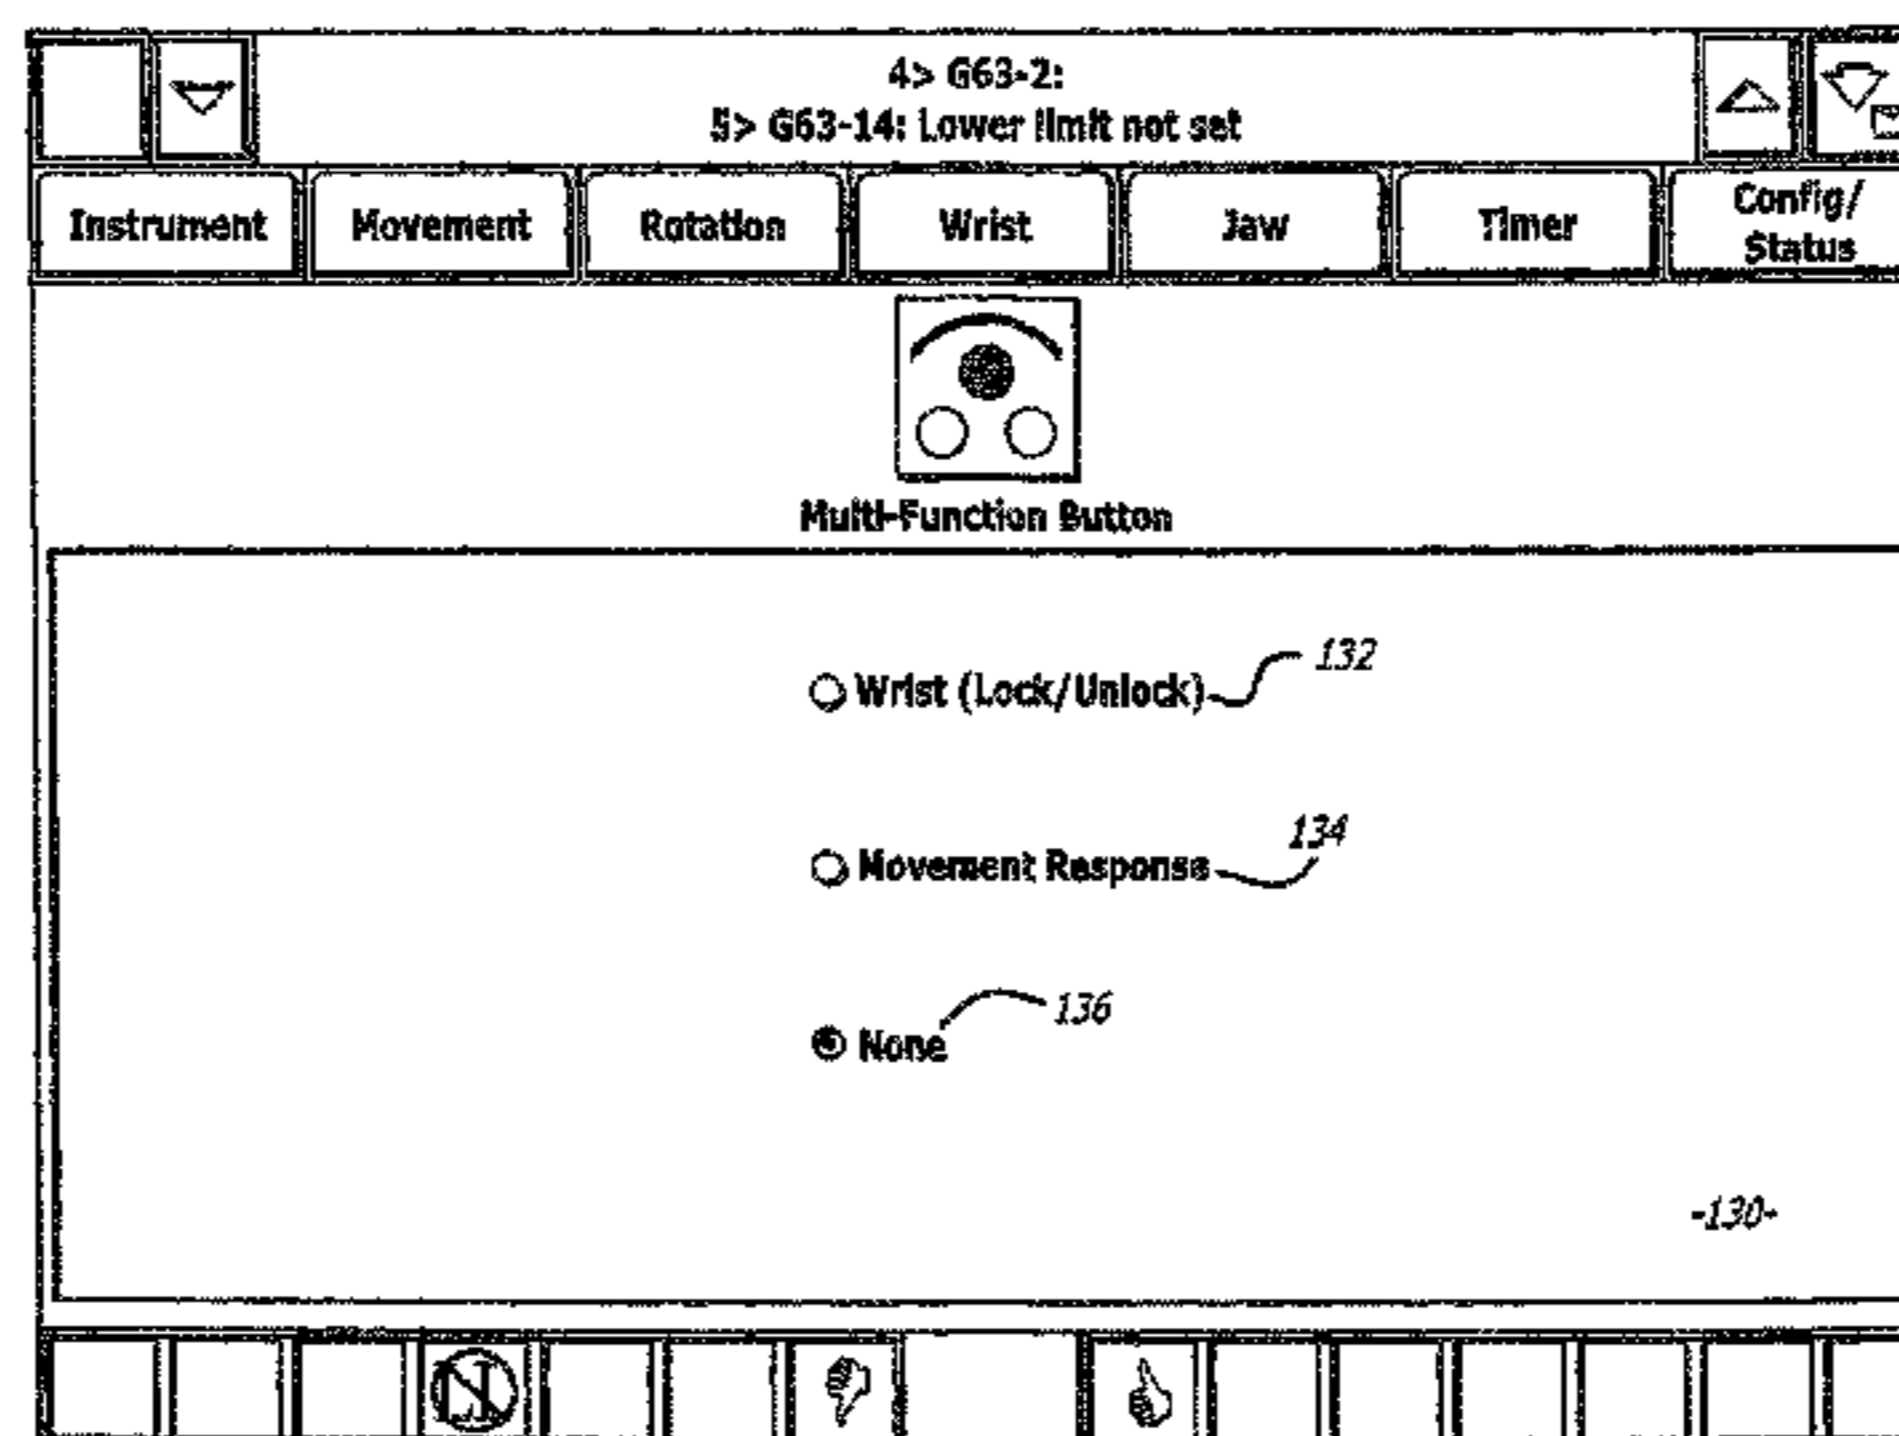 4> G63-2:
5> G63-14: Lower limit not set
Instrument Movement Rotation Wrist Jaw Timer Config/
Status
Multi-Function Button
Wrist (Lock/Unlock) 132
134
Movement Response
None 136
-130-